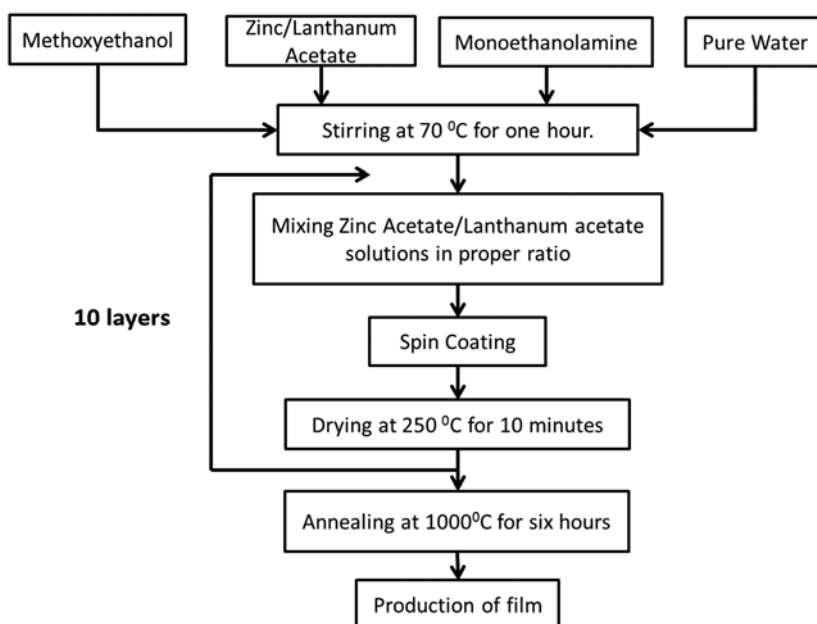 Methoxyethanol
Zinc/Lanthanum
Acetate
Monoethanolamine
Pure Water
Stirring at 70 ⁰C for one hour.
Mixing Zinc Acetate/Lanthanum acetate
solutions in proper ratio
10 layers
Spin Coating
Drying at 250 ⁰C for 10 minutes
Annealing at 1000⁰C for six hours
Production of film